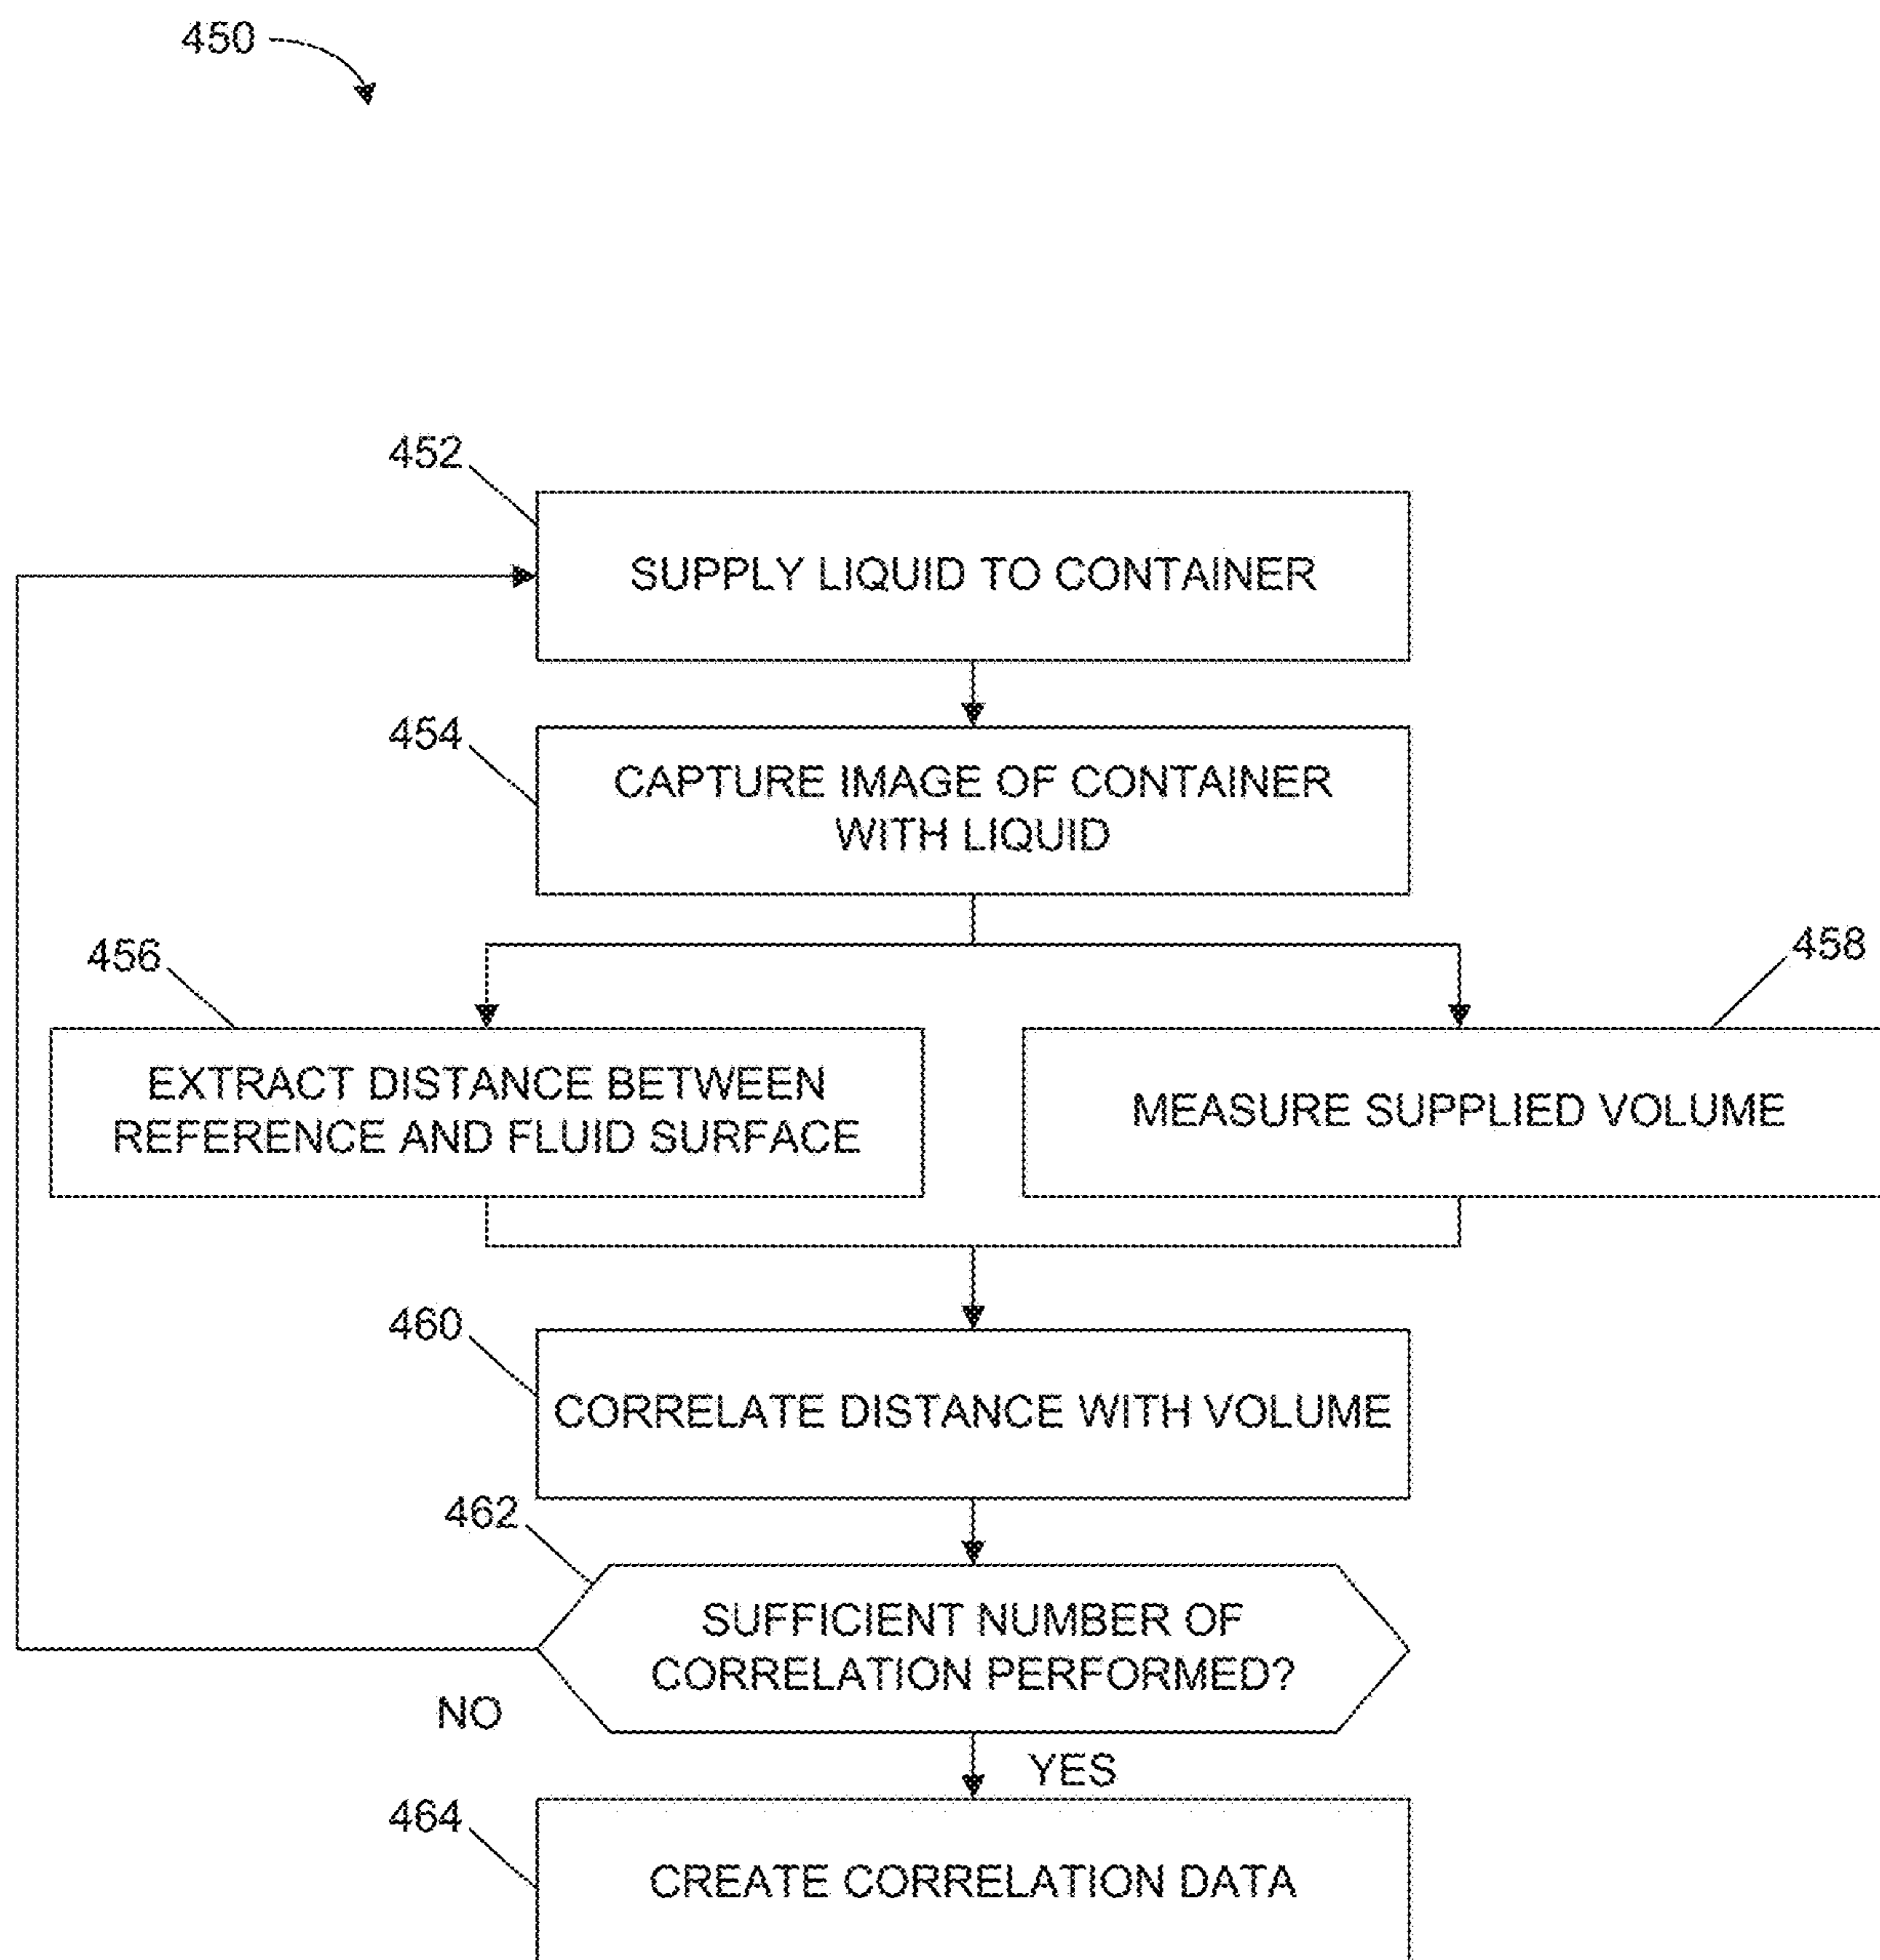 450
452
SUPPLY LIQUID TO CONTAINER
454
CAPTURE IMAGE OF CONTAINER
WITH LIQUID
456
458
EXTRACT DISTANCE BETWEEN
REFERENCE AND FLUID SURFACE
MEASURE SUPPLIED VOLUME
460
CORRELATE DISTANCE WITH VOLUME
462
SUFFICIENT NUMBER OF
CORRELATION PERFORMED?
NO
YES
464
CREATE CORRELATION DATA